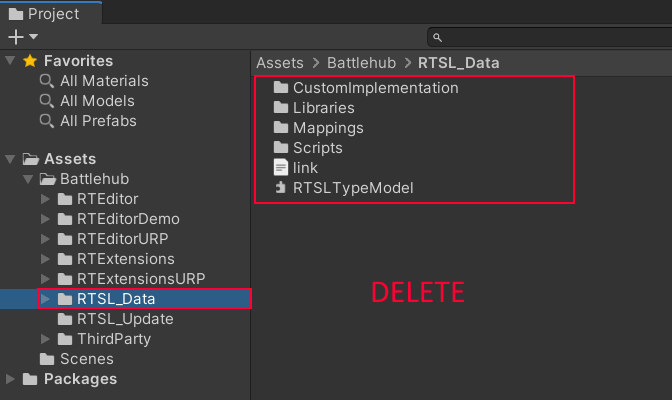 Project
Favorites
All Materials
All Models
All Prefabs
Assets
Battlehub
RTEditor
RTEditorDemo
RTEditorURP
RTExtensions
RTExtensionsURP
RTSL_Data
RTSL_Update
ThirdParty
Scenes
Packages
Assets > Battlehub > RTSL_Data
CustomImplementation
Libraries
Mappings
Scripts
link
RTSLTypeModel
DELETE